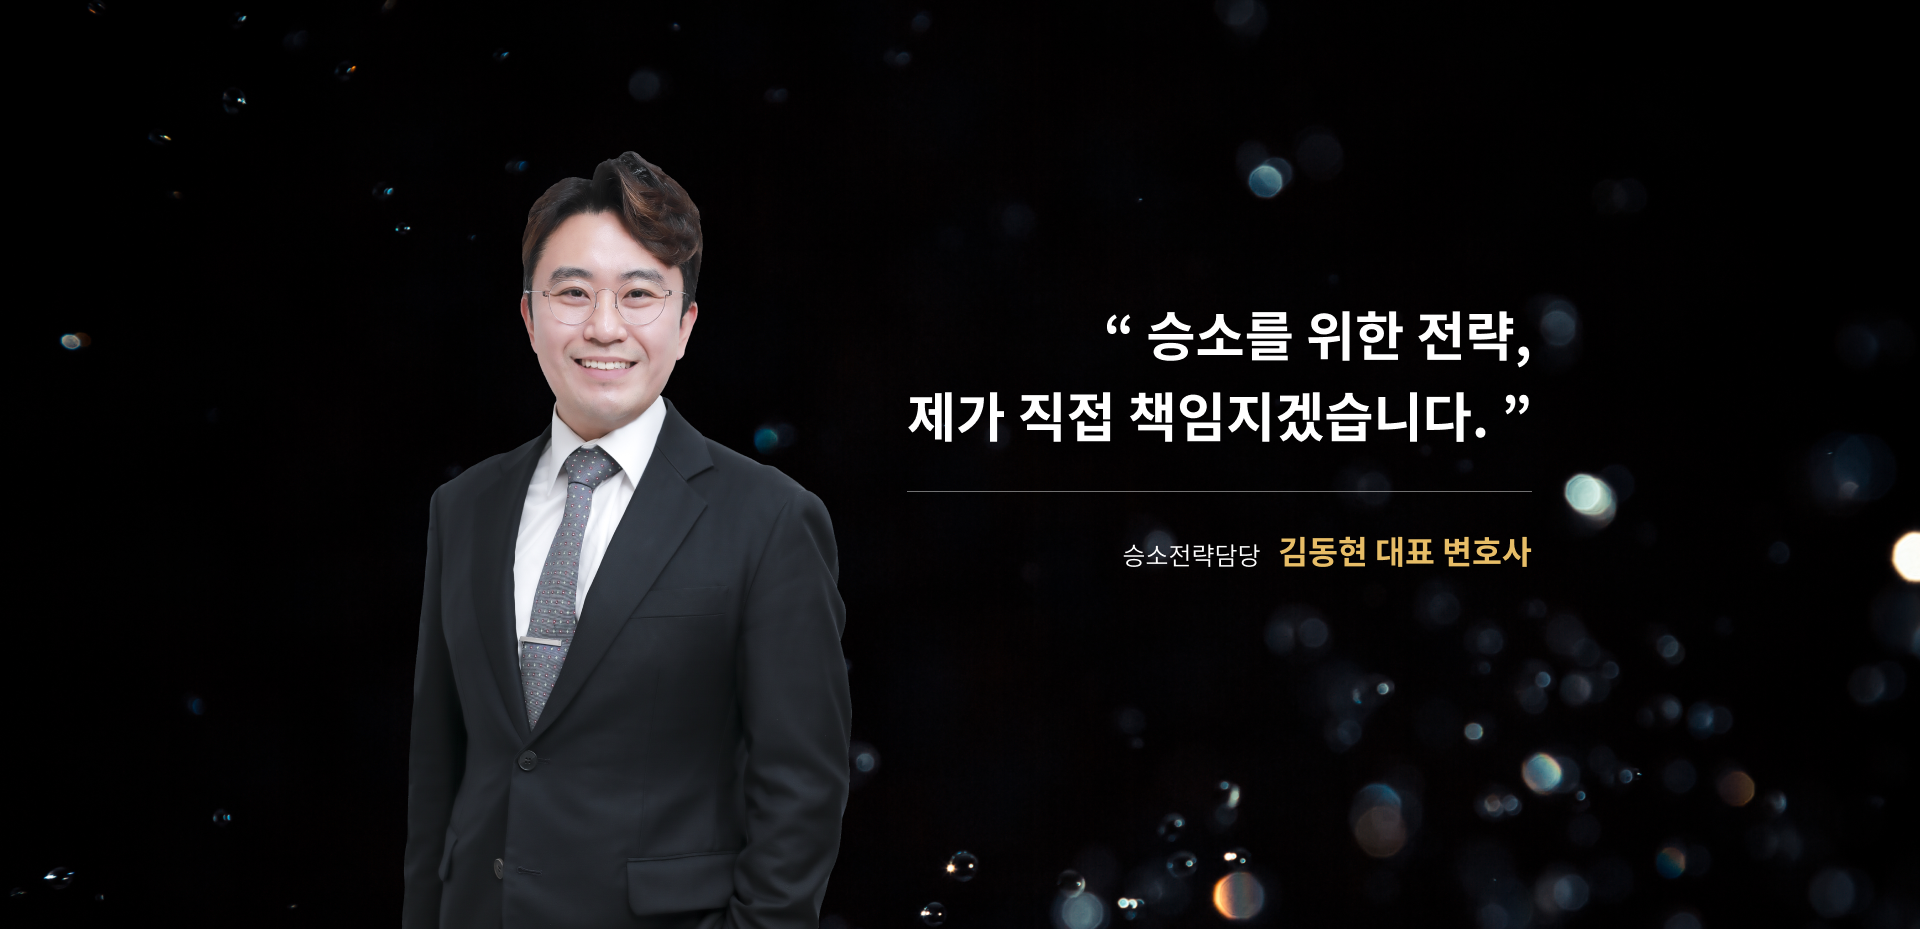 “ 승소를 위한 전략,
제가 직접 책임지겠습니다. ”
승소전략담당 김동현 대표 변호사